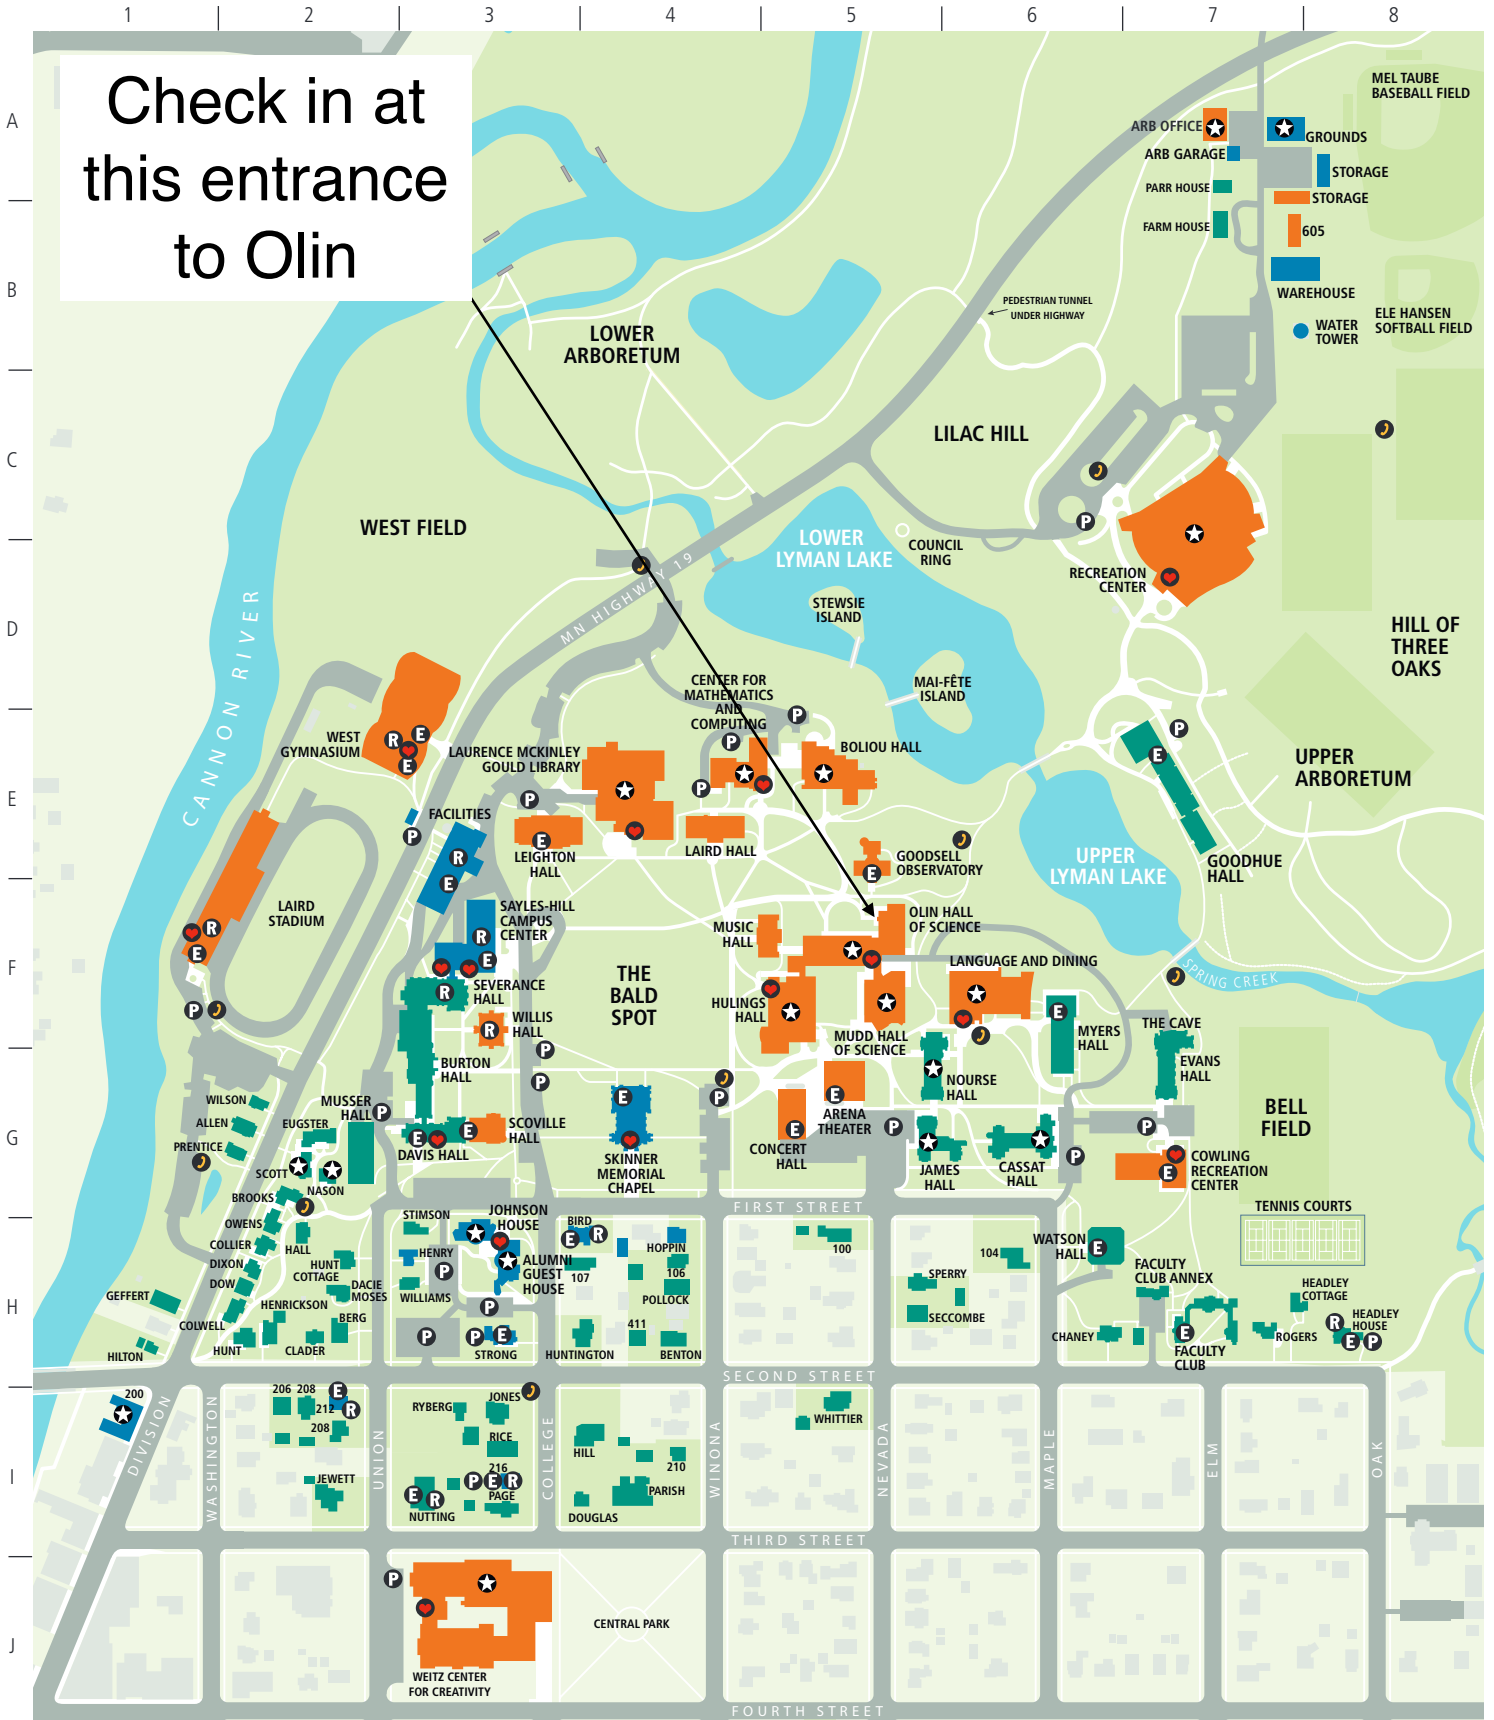 1 2 3 4 5 6 7 8
A
B
C
D
E
F
G
H
I
J
Check in at
this entrance
to Olin
MEL TAUBE
BASEBALL FIELD
ARB OFFICE
GROUNDS
ARB GARAGE
STORAGE
PARR HOUSE
STORAGE
FARM HOUSE
605
WAREHOUSE
PEDESTRIAN TUNNEL
UNDER HIGHWAY
ELE HANSEN
SOFTBALL FIELD
WATER
TOWER
LOWER
ARBORETUM
LILAC HILL
WEST FIELD
LOWER
LYMAN LAKE
COUNCIL
RING
P
MN HIGHWAY 19
RECREATION
CENTER
STEWSIE
ISLAND
CANNON RIVER
HILL OF
THREE
OAKS
CENTER FOR
MATHEMATICS
AND
COMPUTING
MAI-FÊTE
ISLAND
P
P
P
WEST
GYMNASIUM
R
E
E
LAURENCE MCKINLEY
GOULD LIBRARY
BOLIOU HALL
E
UPPER
ARBORETUM
P
P
FACILITIES
P
R
E
E
LEIGHTON
HALL
LAIRD HALL
GOODSELL
OBSERVATORY
E
UPPER
LYMAN LAKE
GOODHUE
HALL
LAIRD
STADIUM
R
E
SAYLES-HILL
CAMPUS
CENTER
R
E
MUSIC
HALL
OLIN HALL
OF SCIENCE
LANGUAGE AND DINING
SPRING CREEK
THE
BALD
SPOT
SEVERANCE
HALL
R
P
HULINGS
HALL
WILLIS
HALL
R
E
MYERS
HALL
THE CAVE
MUDD HALL
OF SCIENCE
P
EVANS
HALL
BURTON
HALL
P
NOURSE
HALL
WILSON
MUSSER
HALL
P
E
P
E
ARENA
THEATER
P
P
BELL
FIELD
ALLEN
EUGSTER
PRENTICE
SCOVILLE
HALL
E
E
DAVIS HALL
CONCERT
HALL
E
SKINNER
MEMORIAL
CHAPEL
P
JAMES
HALL
CASSAT
HALL
COWLING
RECREATION
CENTER
E
SCOTT
NASON
BROOKS
FIRST STREET
TENNIS COURTS
OWENS
STIMSON
JOHNSON
HOUSE
BIRD
E
R
COLLIER
HALL
HENRY
HOPPIN
100
104
WATSON
HALL
E
DIXON
HUNT
COTTAGE
P
ALUMNI
GUEST
HOUSE
107
106
SPERRY
FACULTY
CLUB ANNEX
DOW
DACIE
MOSES
WILLIAMS
POLLOCK
HEADLEY
COTTAGE
GEFFERT
HENRICKSON
P
SECCOMBE
COLWELL
BERG
HEADLEY
HOUSE
R
E
P
P
P
E
411
CHANEY
E
ROGERS
HILTON
HUNT
CLADER
STRONG
HUNTINGTON
BENTON
FACULTY
CLUB
SECOND STREET
200
206
208
E
212
R
208
JONES
RYBERG
WHITTIER
DIVISION
WASHINGTON
UNION
COLLEGE
WINONA
NEVADA
MAPLE
ELM
OAK
RICE
HILL
210
JEWETT
216
P
E
R
PAGE
E
R
NUTTING
PARISH
DOUGLAS
THIRD STREET
P
CENTRAL PARK
WEITZ CENTER
FOR CREATIVITY
FOURTH STREET